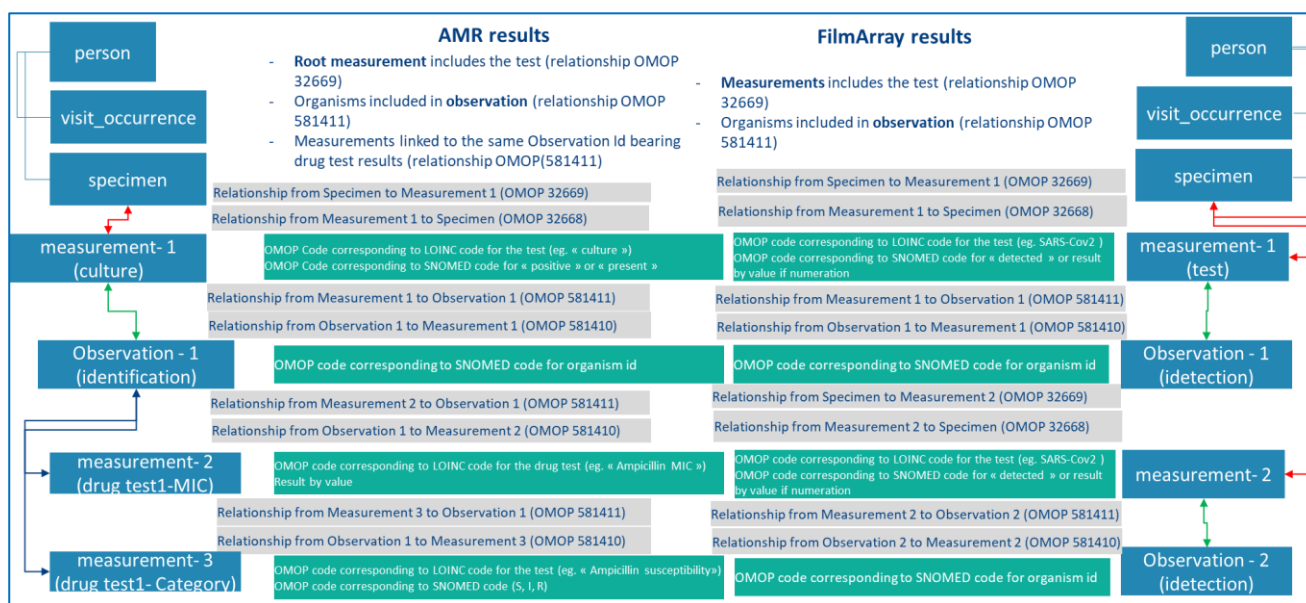 AMR results
- Root measurement includes the test (relationship OMOP
32669)
- Organisms included in observation (relationship OMOP
581411)
- Measurements linked to the same Observation Id bearing
drug test results (relationship OMOP(581411)
person
visit_occurrence
specimen
Relationship from Specimen to Measurement 1 (OMOP 32669)
Relationship from Measurement 1 to Specimen (OMOP 32668)
measurement- 1
(culture)
OMOP Code corresponding to LOINC code for the test (eg. « culture »)
OMOP Code corresponding to SNOMED code for « positive » or « present »
Relationship from Measurement 1 to Observation 1 (OMOP 581411)
Relationship from Observation 1 to Measurement 1 (OMOP 581410)
Observation - 1
(identification)
OMOP code corresponding to SNOMED code for organism id
Relationship from Measurement 2 to Observation 1 (OMOP 581411)
Relationship from Observation 1 to Measurement 2 (OMOP 581410)
measurement- 2
(drug test1-MIC)
OMOP code corresponding to LOINC code for the drug test (eg. « Ampicillin MIC »)
Result by value
Relationship from Measurement 3 to Observation 1 (OMOP 581411)
Relationship from Observation 1 to Measurement 3 (OMOP 581410)
measurement- 3
(drug test1- Category)
OMOP code corresponding to LOINC code for the test (eg. « Ampicillin susceptibility»)
OMOP code corresponding to SNOMED code (S, I, R)
FilmArray results
- Measurements includes the test (relationship OMOP
32669)
- Organisms included in observation (relationship OMOP
581411)
person
visit_occurrence
specimen
Relationship from Specimen to Measurement 1 (OMOP 32669)
Relationship from Measurement 1 to Specimen (OMOP 32668)
OMOP code corresponding to LOINC code for the test (eg. SARS-Cov2 )
OMOP code corresponding to SNOMED code for « detected » or result
by value if numeration
measurement- 1
(test)
Relationship from Measurement 1 to Observation 1 (OMOP 581411)
Relationship from Observation 1 to Measurement 1 (OMOP 581410)
OMOP code corresponding to SNOMED code for organism id
Observation - 1
(idetection)
Relationship from Specimen to Measurement 2 (OMOP 32669)
Relationship from Measurement 2 to Specimen (OMOP 32668)
OMOP code corresponding to LOINC code for the test (eg. SARS-Cov2 )
OMOP code corresponding to SNOMED code for « detected » or result
by value if numeration
measurement- 2
Relationship from Measurement 2 to Observation 2 (OMOP 581411)
Relationship from Observation 2 to Measurement 2 (OMOP 581410)
OMOP code corresponding to SNOMED code for organism id
Observation - 2
(idetection)